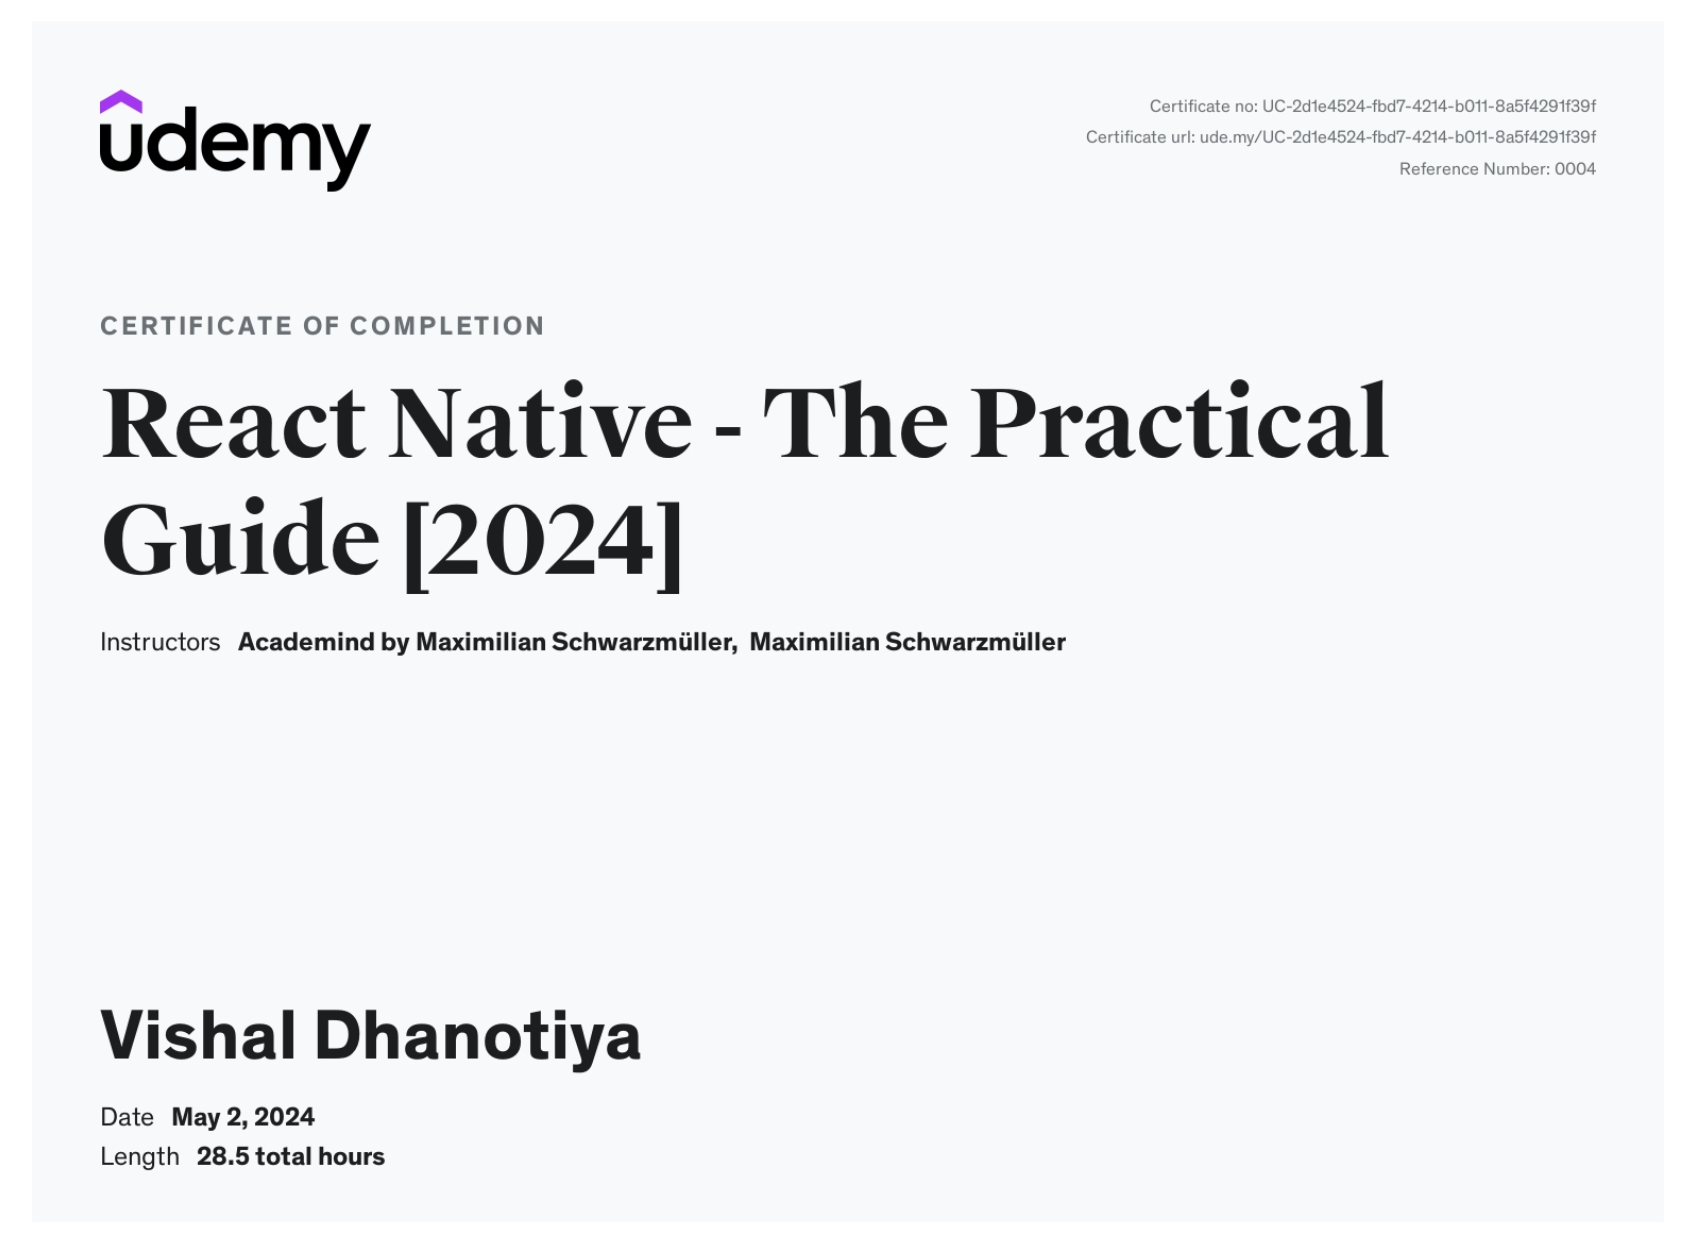 udemy
Certificate no: UC-2d1e4524-fbd7-4214-b011-8a5f4291f39f
Certificate url: ude.my/UC-2d1e4524-fbd7-4214-b011-8a5f4291f39f
Reference Number: 0004
CERTIFICATE OF COMPLETION
React Native - The Practical
Guide [2024]
Instructors Academind by Maximilian Schwarzmüller, Maximilian Schwarzmüller
Vishal Dhanotiya
Date May 2, 2024
Length 28.5 total hours